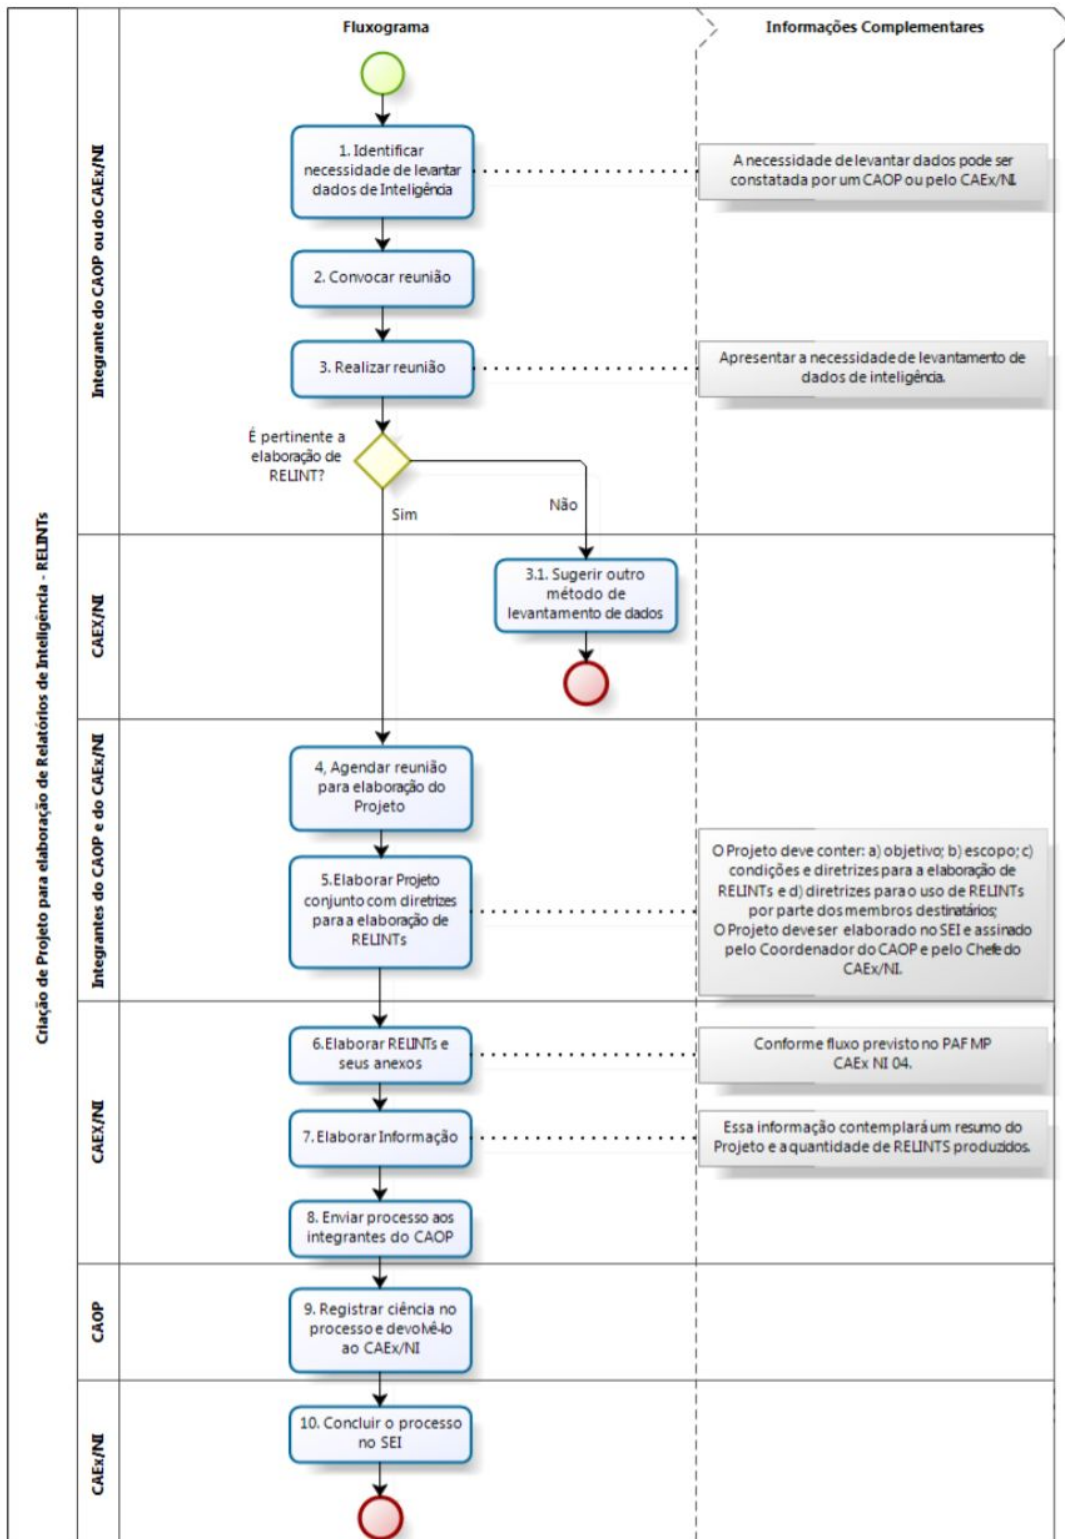 Fluxograma
Informações Complementares
Criação de Projeto para elaboração de Relatórios de Inteligência - RELINTs
Integrante do CAOP ou do CAEx/NI
1. Identificar
necessidade de levantar
dados de Inteligência
A necessidade de levantar dados pode ser
constatada por um CAOP ou pelo CAEx/NI.
2. Convocar reunião
3. Realizar reunião
Apresentar a necessidade de levantamento de
dados de inteligência.
É pertinente a
elaboração de
RELINT?
Sim
Não
CAEX/NI
3.1. Sugerir outro
método de
levantamento de dados
Integrantes do CAOP e do CAEx/NI
4, Agendar reunião
para elaboração do
Projeto
5.Elaborar Projeto
conjunto com diretrizes
para a elaboração de
RELINTs
O Projeto deve conter: a) objetivo; b) escopo; c)
condições e diretrizes para a elaboração de
RELINTs e d) diretrizes para o uso de RELINTs
por parte dos membros destinatários;
O Projeto deve ser elaborado no SEI e assinado
pelo Coordenador do CAOP e pelo Chefe do
CAEx/NI.
CAEX/NI
6.Elaborar RELINTs e
seus anexos
Conforme fluxo previsto no PAF MP
CAEx NI 04.
7. Elaborar Informação
Essa informação contemplará um resumo do
Projeto e a quantidade de RELINTS produzidos.
8. Enviar processo aos
integrantes do CAOP
CAOP
9. Registrar ciência no
processo e devolvê-lo
ao CAEx/NI
CAEx/NI
10. Concluir o processo
no SEI